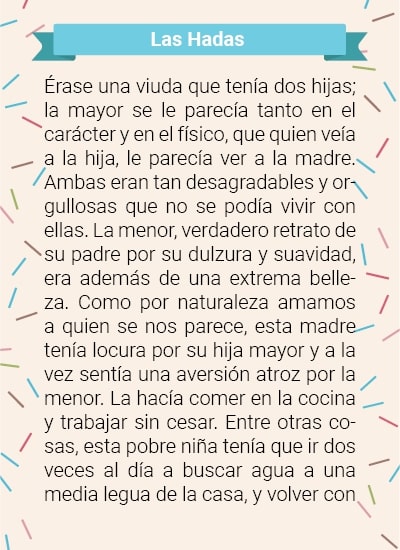 Las Hadas
Érase una viuda que tenía dos hijas;
la mayor se le parecía tanto en el
carácter y en el físico, que quien veía
a la hija, le parecía ver a la madre.
Ambas eran tan desagradables y or-
gullosas que no se podía vivir con
ellas. La menor, verdadero retrato de
su padre por su dulzura y suavidad,
era además de una extrema belle-
za. Como por naturaleza amamos
a quien se nos parece, esta madre
tenía locura por su hija mayor y a la
vez sentía una aversión atroz por la
menor. La hacía comer en la cocina
y trabajar sin cesar. Entre otras co-
sas, esta pobre niña tenía que ir dos
veces al día a buscar agua a una
media legua de la casa, y volver con